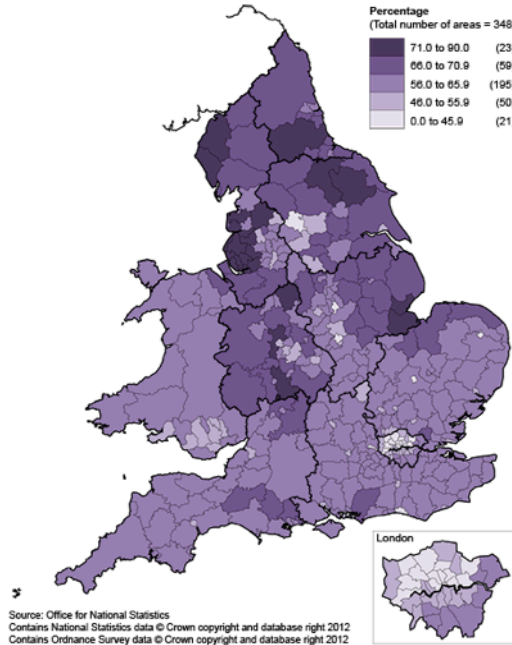 Percentage
(Total number of areas = 348
71.0 to 90.0 (23
66.0 to 70.9 (59
56.0 to 65.9 (195
46.0 to 55.9 (50
0.0 to 45.9 (21
London
Source: Office for National Statistics
Contains National Statistics data © Crown copyright and database right 2012
Contains Ordnance Survey data © Crown copyright and database right 2012